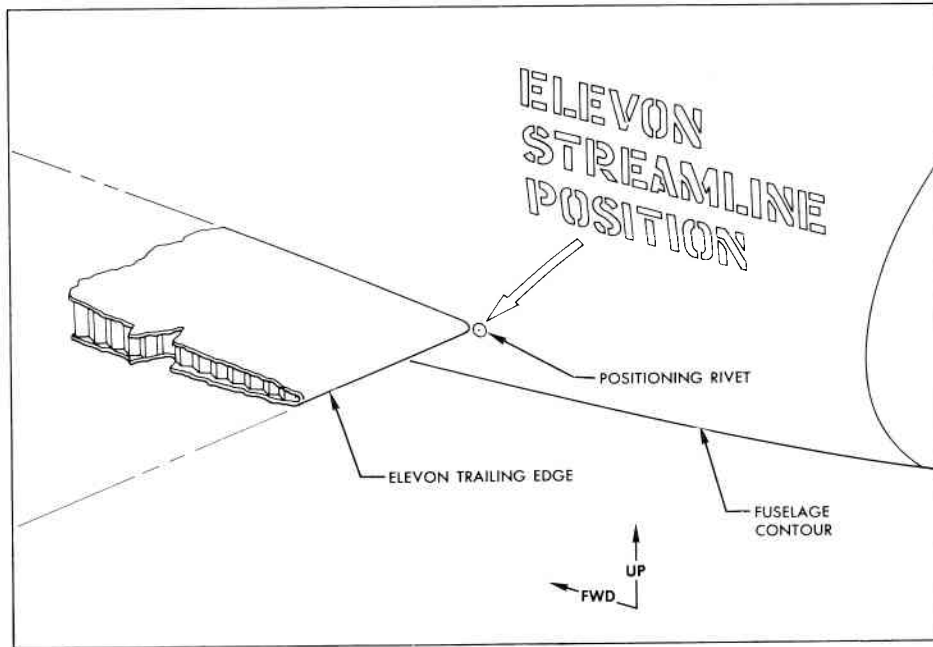 ELEVON
STREAMLINE
POSITION
POSITIONING RIVET
ELEVON TRAILING EDGE
FUSELAGE
CONTOUR
UP
FWD